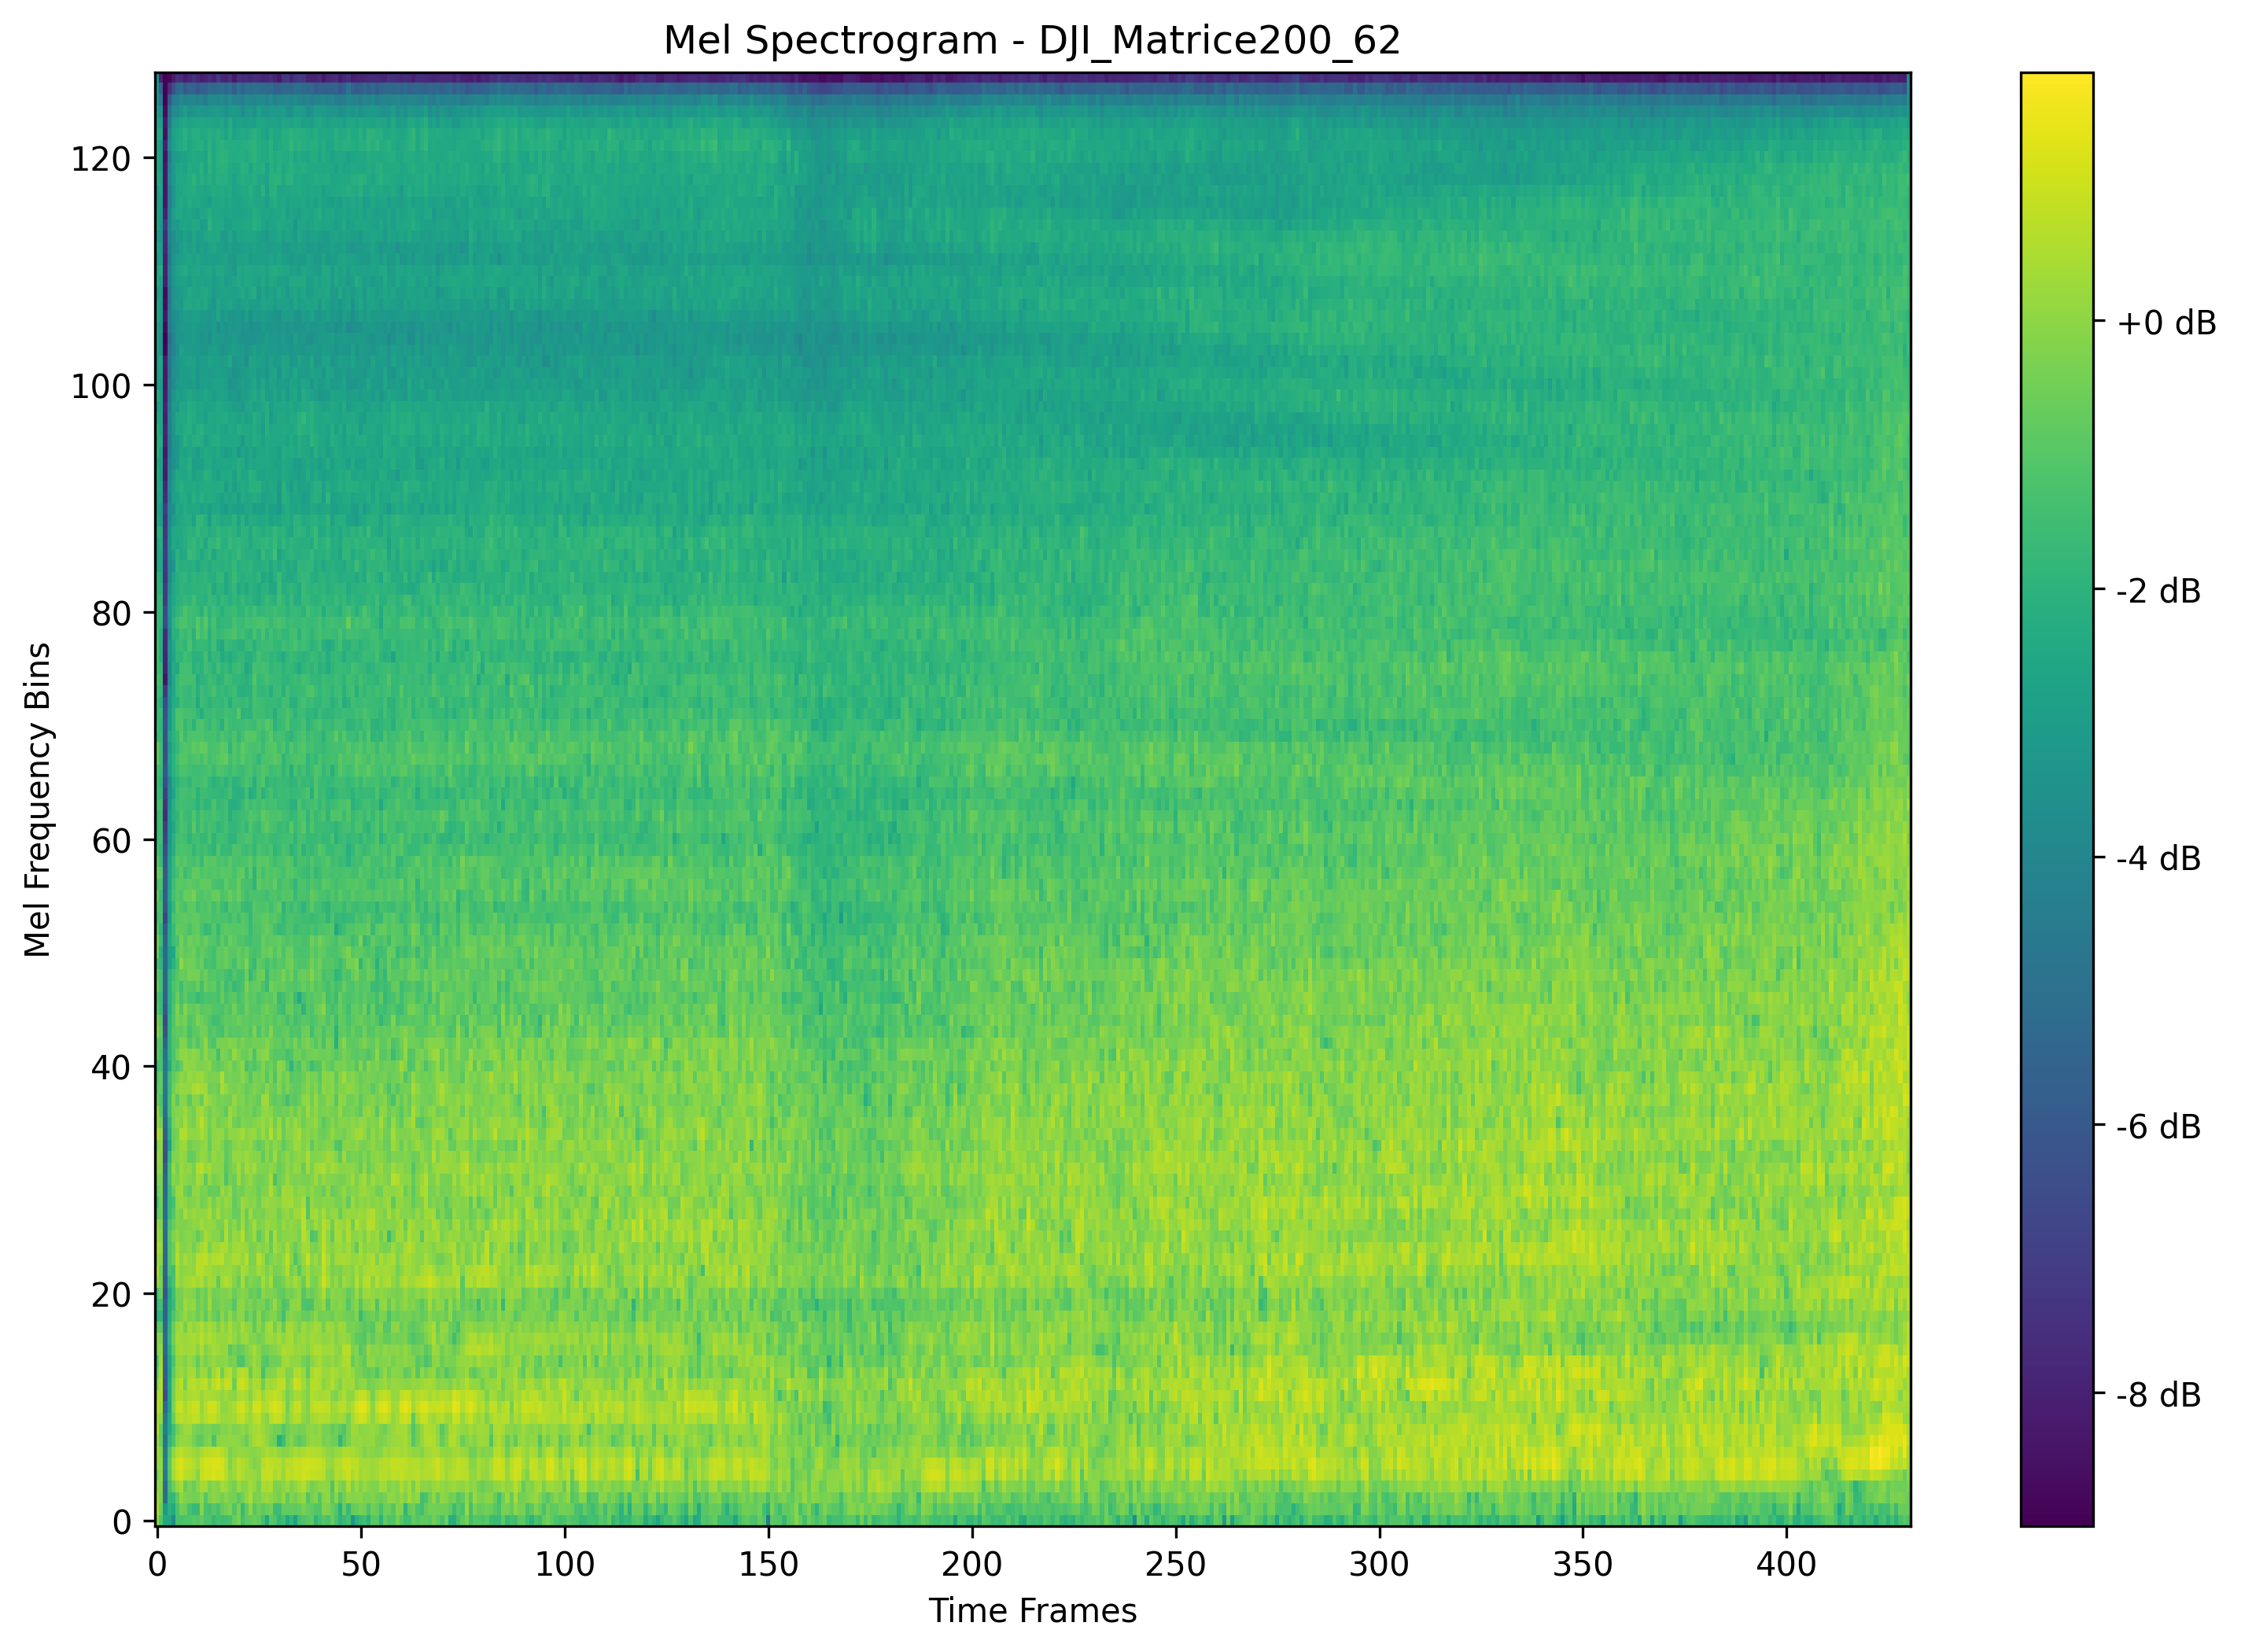 Mel Spectrogram - DJI_Matrice200_62
Mel Frequency Bins
120
100
80
60
40
20
0
0 50 100 150 200 250 300 350 400
Time Frames
+0 dB
-2 dB
-4 dB
-6 dB
-8 dB